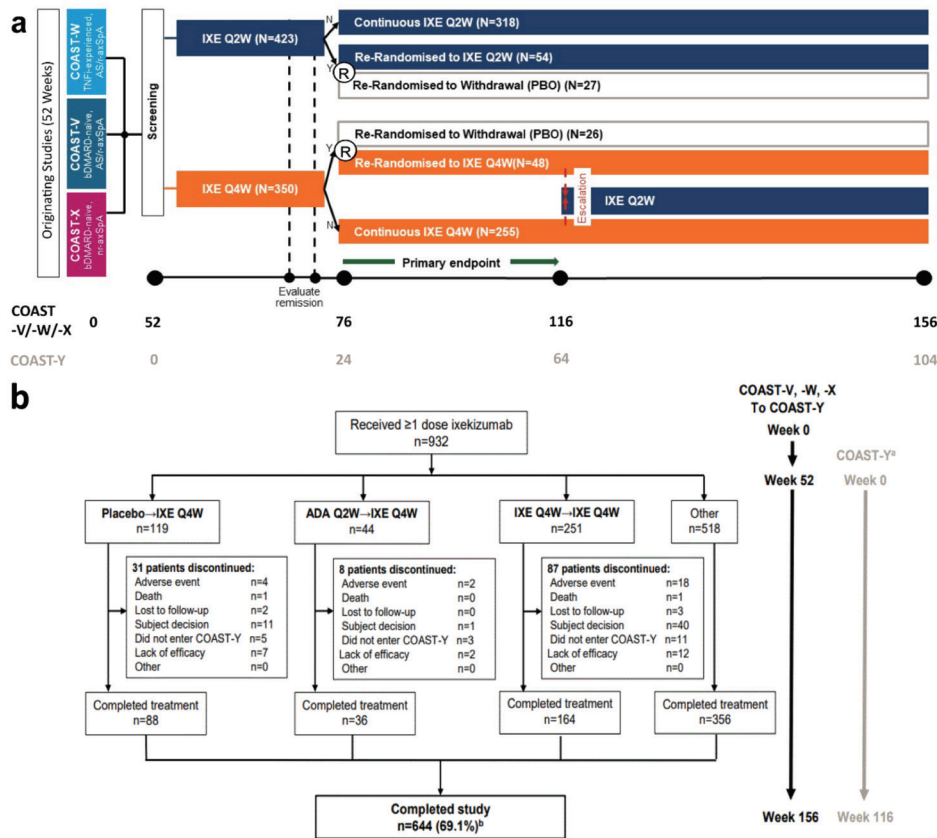 a
Originating Studies (52 Weeks)
COAST-W
TNFi-experienced,
AS/r-axSpA
COAST-V
bDMARD-naive,
AS/r-axSpA
COAST-X
bDMARD-naive,
nr-axSpA
Screening
IXE Q2W (N=423)
N
Continuous IXE Q2W (N=318)
Re-Randomised to IXE Q2W (N=54)
Y
R
Re-Randomised to Withdrawal (PBO) (N=27)
Re-Randomised to Withdrawal (PBO) (N=26)
Y
R
Re-Randomised to IXE Q4W(N=48)
IXE Q4W (N=350)
Escalation
IXE Q2W
N
Continuous IXE Q4W (N=255)
Primary endpoint
Evaluate
remission
COAST
-V/-W/-X
0 52 76 116 156
COAST-Y 0 24 64 104
b
COAST-V, -W, -X
To COAST-Y
Week 0
COAST-Yª
Week 52 Week 0
Week 156 Week 116
Received ≥1 dose ixekizumab
n=932
Placebo→IXE Q4W
n=119
ADA Q2W→IXE Q4W
n=44
IXE Q4W→IXE Q4W
n=251
Other
n=518
31 patients discontinued:
Adverse event n=4
Death n=1
Lost to follow-up n=2
Subject decision n=11
Did not enter COAST-Y n=5
Lack of efficacy n=7
Other n=0
8 patients discontinued:
Adverse event n=2
Death n=0
Lost to follow-up n=0
Subject decision n=1
Did not enter COAST-Y n=3
Lack of efficacy n=2
Other n=0
87 patients discontinued:
Adverse event n=18
Death n=1
Lost to follow-up n=3
Subject decision n=40
Did not enter COAST-Y n=11
Lack of efficacy n=12
Other n=0
Completed treatment
n=88
Completed treatment
n=36
Completed treatment
n=164
Completed treatment
n=356
Completed study
n=644 (69.1%)ᵇ